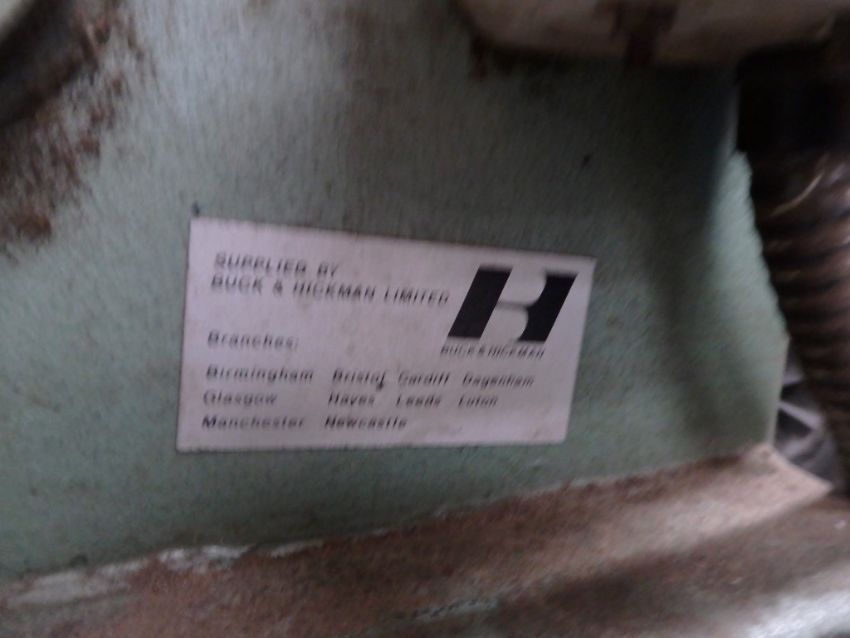 SUPPLIED BY
BUCK & HICKMAN LIMITED
BUCK & HICKMAN
Branches:
Birmingham Bristol Cardiff Dagenham
Glasgow Hayes Leeds Luton
Manchester Newcastle